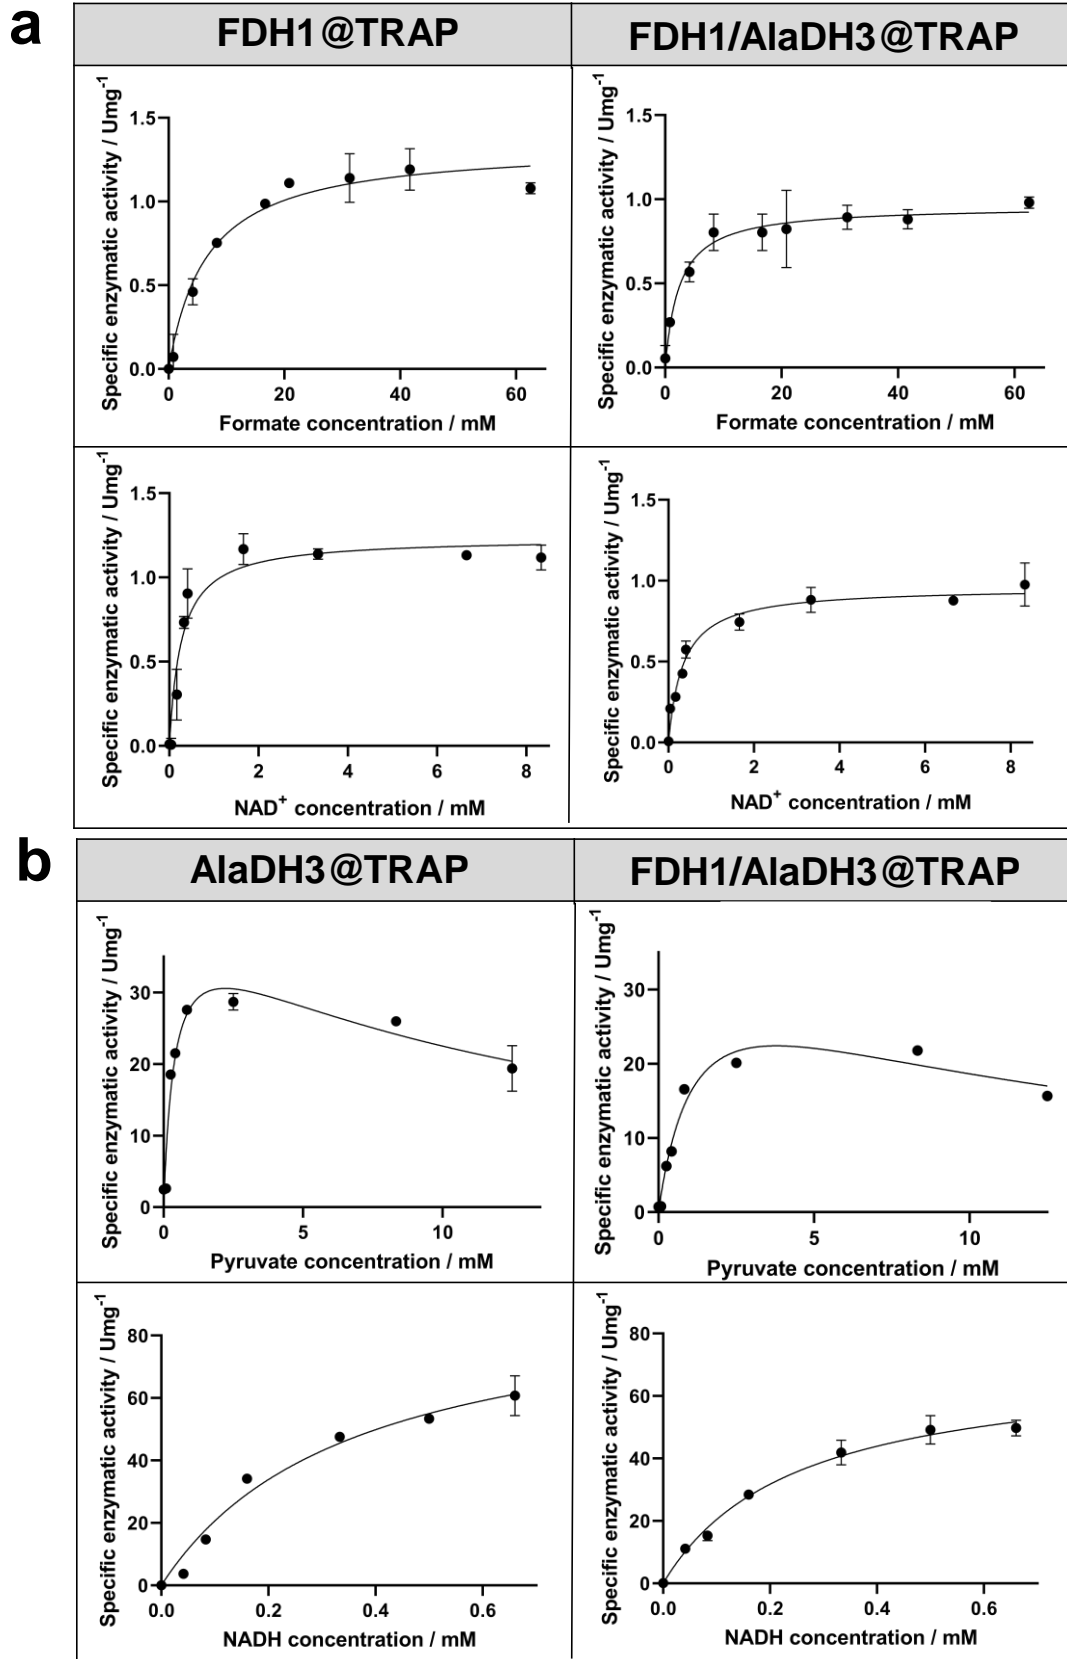 a
FDH1@TRAP
FDH1/AlaDH3@TRAP
Specific enzymatic activity / Umg⁻¹
1.5
1.0
0.5
0.0
0 20 40 60
Formate concentration / mM
Specific enzymatic activity / Umg⁻¹
1.5
1.0
0.5
0.0
0 20 40 60
Formate concentration / mM
Specific enzymatic activity / Umg⁻¹
1.5
1.0
0.5
0.0
0 2 4 6 8
NAD⁺ concentration / mM
Specific enzymatic activity / Umg⁻¹
1.5
1.0
0.5
0.0
0 2 4 6 8
NAD⁺ concentration / mM
b
AlaDH3@TRAP
FDH1/AlaDH3@TRAP
Specific enzymatic activity / Umg⁻¹
30
20
10
0
0 5 10
Pyruvate concentration / mM
Specific enzymatic activity / Umg⁻¹
30
20
10
0
0 5 10
Pyruvate concentration / mM
Specific enzymatic activity / Umg⁻¹
80
60
40
20
0
0.0 0.2 0.4 0.6
NADH concentration / mM
Specific enzymatic activity / Umg⁻¹
80
60
40
20
0
0.0 0.2 0.4 0.6
NADH concentration / mM